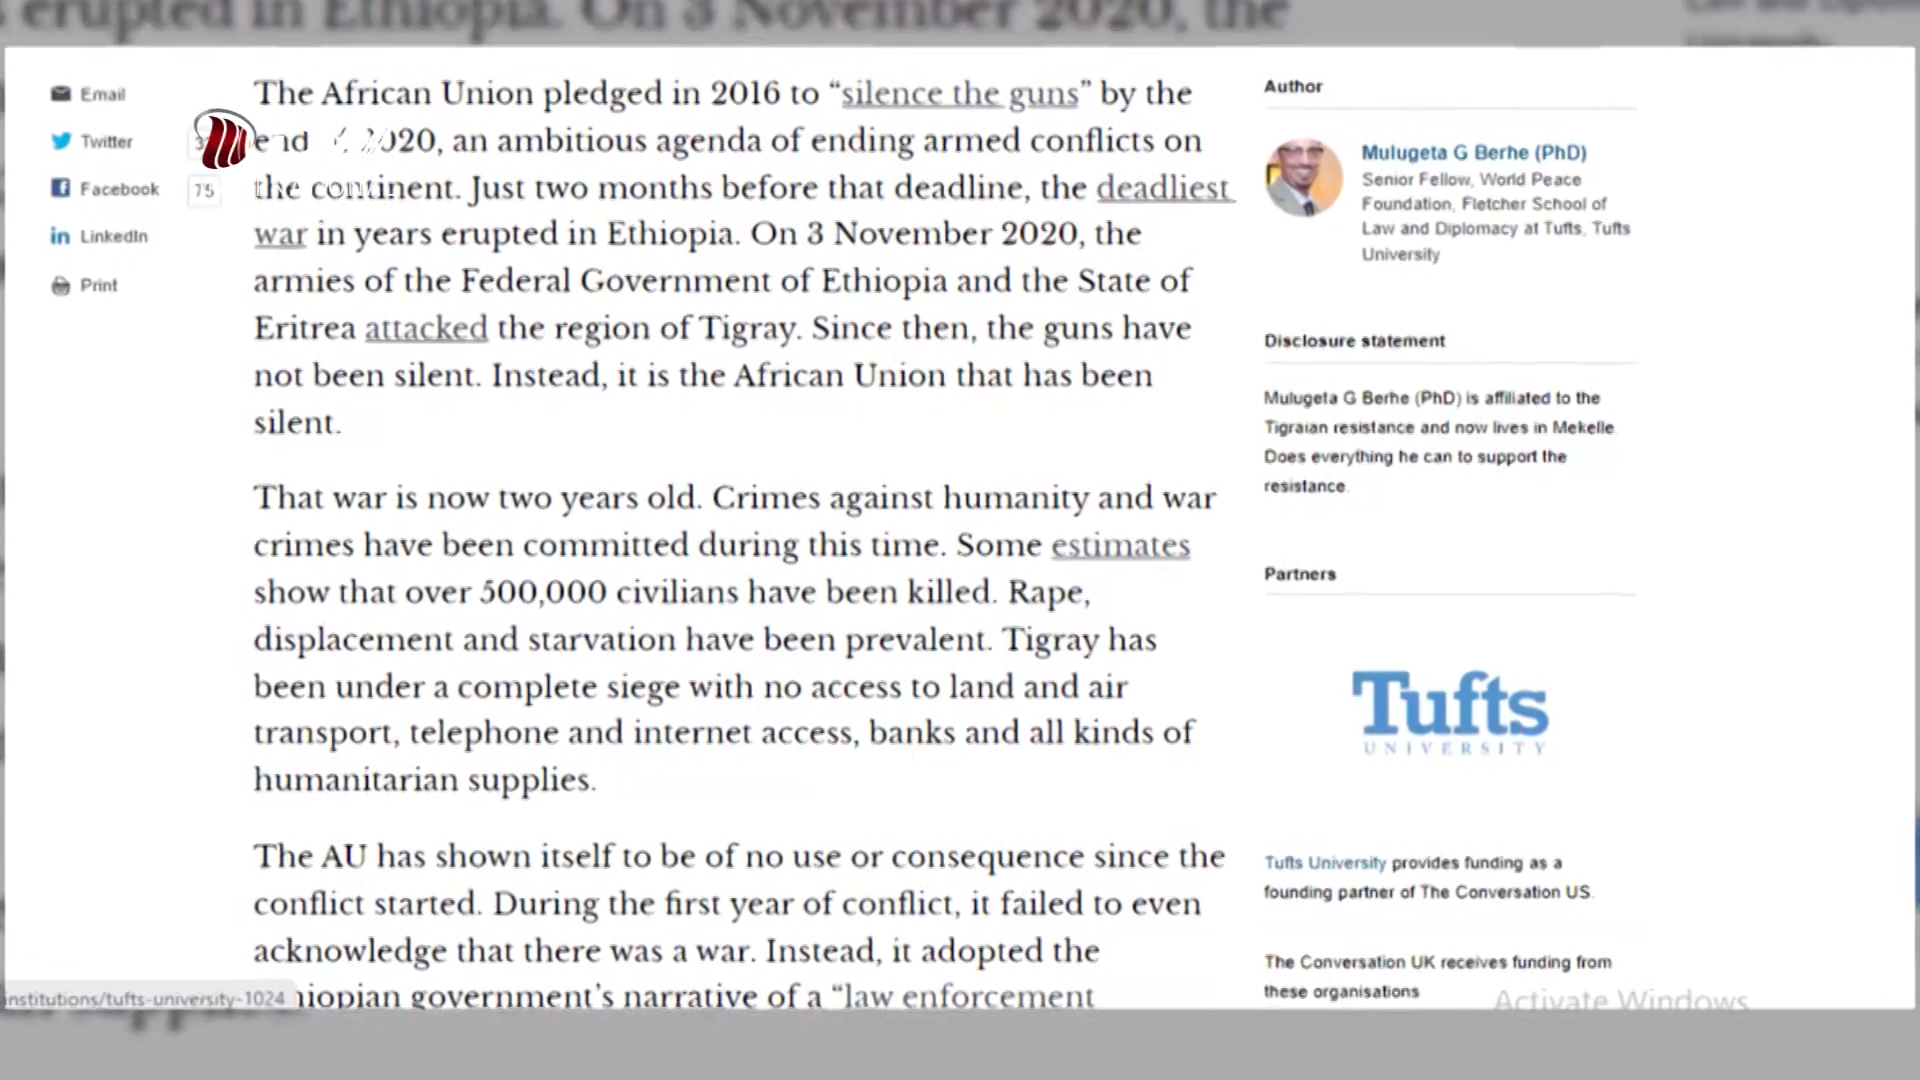 erupted in Ethiopia. On 3 November 2020, the
Email
Twitter
Facebook
75
LinkedIn
Print
The African Union pledged in 2016 to “silence the guns” by the
end 2020, an ambitious agenda of ending armed conflicts on
the continent. Just two months before that deadline, the deadliest
war in years erupted in Ethiopia. On 3 November 2020, the
armies of the Federal Government of Ethiopia and the State of
Eritrea attacked the region of Tigray. Since then, the guns have
not been silent. Instead, it is the African Union that has been
silent.
That war is now two years old. Crimes against humanity and war
crimes have been committed during this time. Some estimates
show that over 500,000 civilians have been killed. Rape,
displacement and starvation have been prevalent. Tigray has
been under a complete siege with no access to land and air
transport, telephone and internet access, banks and all kinds of
humanitarian supplies.
The AU has shown itself to be of no use or consequence since the
conflict started. During the first year of conflict, it failed to even
acknowledge that there was a war. Instead, it adopted the
hiopian government’s narrative of a “law enforcement
institutions/tufts-university-1024
Author
Mulugeta G Berhe (PhD)
Senior Fellow, World Peace
Foundation, Fletcher School of
Law and Diplomacy at Tufts, Tufts
University
Disclosure statement
Mulugeta G Berhe (PhD) is affiliated to the
Tigraian resistance and now lives in Mekelle.
Does everything he can to support the
resistance.
Partners
Tufts
UNIVERSITY
Tufts University provides funding as a
founding partner of The Conversation US.
The Conversation UK receives funding from
these organisations
Activate Windows